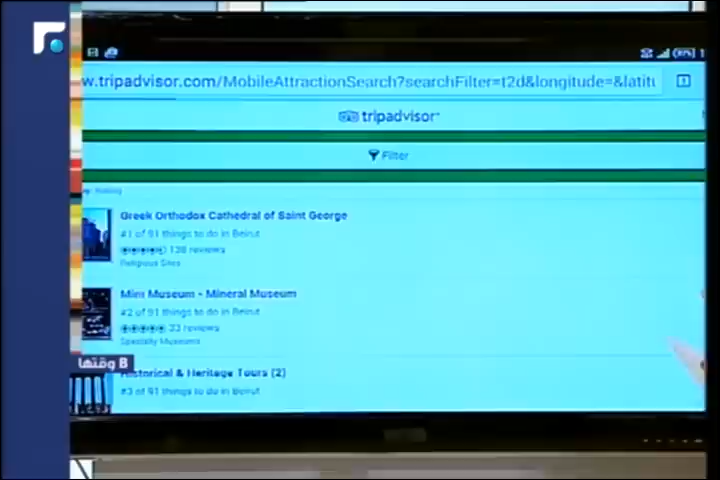 w.tripadvisor.com/MobileAttractionSearch?searchFilter=t2d&longitude=&latitu
tripadvisor
Filter
Greek Orthodox Cathedral of Saint George
#1 of 91 things to do in Beirut
138 reviews
Religious Sites
Mini Museum - Mineral Museum
#2 of 91 things to do in Beirut
33 reviews
Specialty Museums
B وقتها
Historical & Heritage Tours (2)
#3 of 91 things to do in Beirut